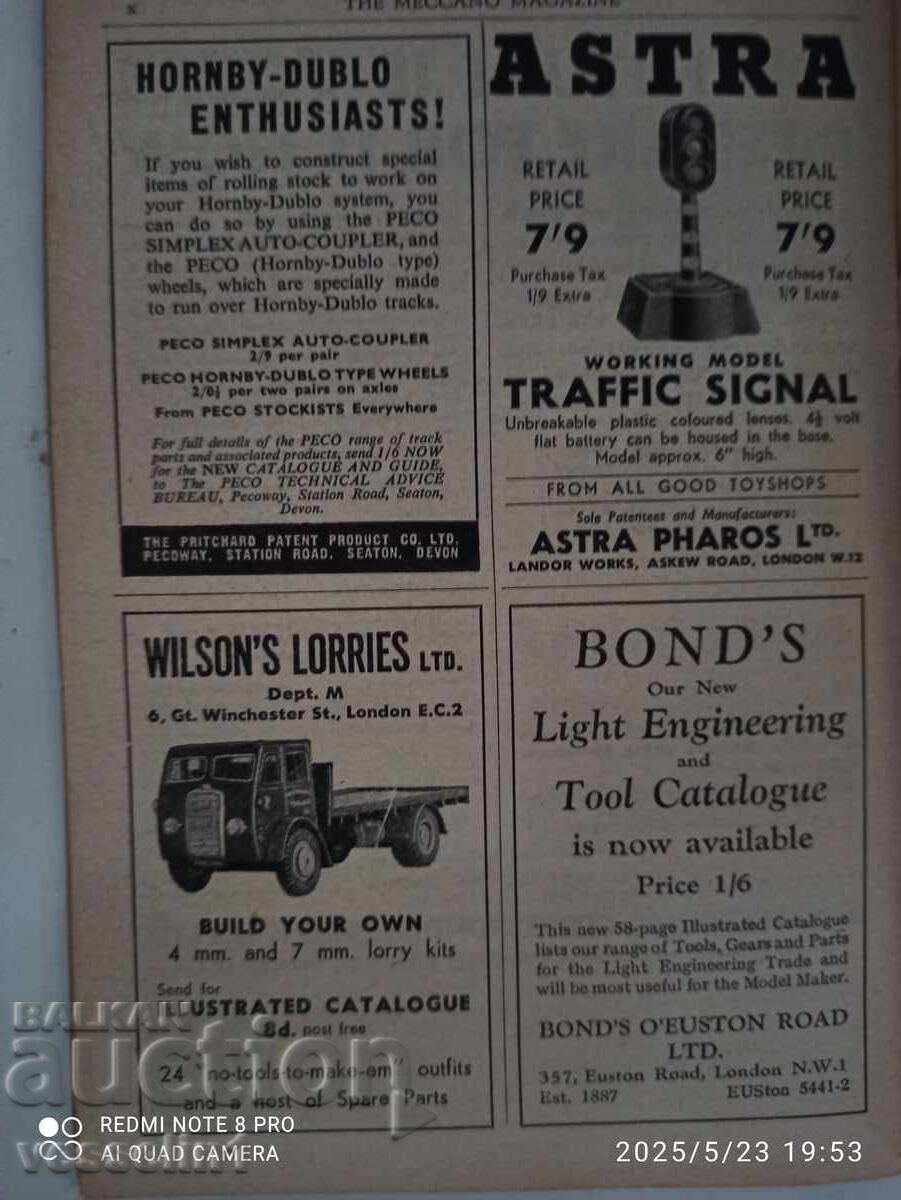 x
THE MECCANO MAGAZINE
HORNBY-DUBLO
ENTHUSIASTS!
If you wish to construct special
items of rolling stock to work on
your Hornby-Dublo system, you
can do so by using the PECO
SIMPLEX AUTO-COUPLER, and
the PECO (Hornby-Dublo type)
wheels, which are specially made
to run over Hornby-Dublo tracks.
PECO SIMPLEX AUTO-COUPLER
2/9 per pair
PECO HORNBY-DUBLO TYPE WHEELS
2/0½ per two pairs on axles
From PECO STOCKISTS Everywhere
For full details of the PECO range of track
parts and associated products, send 1/6 NOW
for the NEW CATALOGUE AND GUIDE,
to The PECO TECHNICAL ADVICE
BUREAU, Pecoway, Station Road, Seaton,
Devon.
THE PRITCHARD PATENT PRODUCT CO. LTD.
PECOWAY, STATION ROAD, SEATON, DEVON
ASTRA
RETAIL
PRICE
7'9
Purchase Tax
1/9 Extra
RETAIL
PRICE
7'9
Purchase Tax
1/9 Extra
WORKING MODEL
TRAFFIC SIGNAL
Unbreakable plastic coloured lenses. 4½ volt
flat battery can be housed in the base.
Model approx. 6" high.
FROM ALL GOOD TOYSHOPS
Sole Patentees and Manufacturers:
ASTRA PHAROS LTD.
LANDOR WORKS, ASKEW ROAD, LONDON W.12
WILSON'S LORRIES LTD.
Dept. M
6, Gt. Winchester St., London E.C.2
BUILD YOUR OWN
4 mm. and 7 mm. lorry kits
Send for
ILLUSTRATED CATALOGUE
8d. post free
24 "no-tools-to-make-em" outfits
and a host of Spare Parts
BOND'S
Our New
Light Engineering
and
Tool Catalogue
is now available
Price 1/6
This new 58-page Illustrated Catalogue
lists our range of Tools, Gears and Parts
for the Light Engineering Trade and
will be most useful for the Model Maker.
BOND'S O'EUSTON ROAD
LTD.
357, Euston Road, London N.W.1
Est. 1887 EUSton 5441-2
BALKAN
auction
REDMI NOTE 8 PRO
AI QUAD CAMERA
2025/5/23 19:53